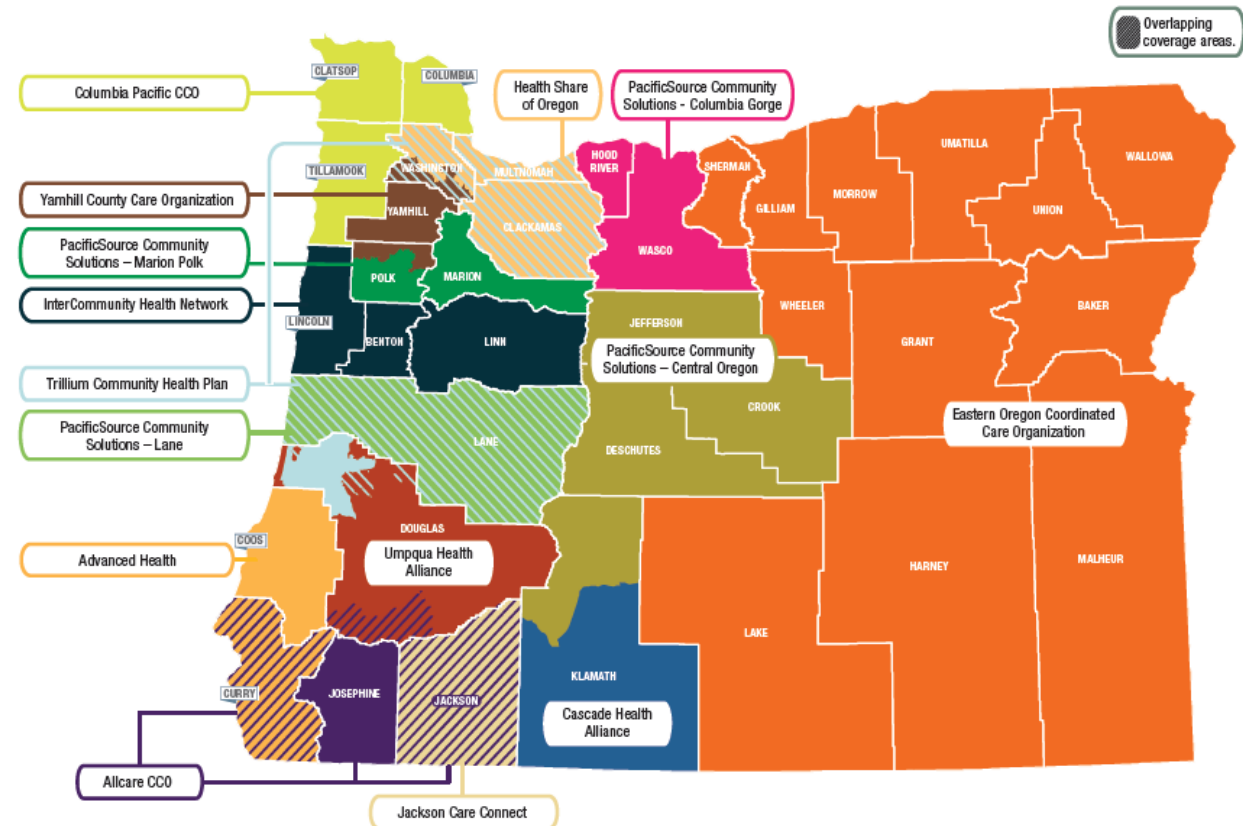 Overlapping
coverage areas.
CLATSOP
COLUMBIA
Columbia Pacific CCO
Health Share
of Oregon
PacificSource Community
Solutions - Columbia Gorge
TILLAMOOK
WASHINGTON
MULTNOMAH
HOOD
RIVER
SHERMAN
GILLIAM
MORROW
UMATILLA
WALLOWA
UNION
Yamhill County Care Organization
YAMHILL
CLACKAMAS
WASCO
PacificSource Community
Solutions – Marion Polk
POLK
MARION
InterCommunity Health Network
LINCOLN
BENTON
LINN
JEFFERSON
WHEELER
GRANT
BAKER
PacificSource Community
Solutions – Central Oregon
Trillium Community Health Plan
CROOK
Eastern Oregon Coordinated
Care Organization
PacificSource Community
Solutions – Lane
LANE
DESCHUTES
DOUGLAS
COOS
Advanced Health
Umpqua Health
Alliance
HARNEY
MALHEUR
LAKE
CURRY
JOSEPHINE
JACKSON
KLAMATH
Cascade Health
Alliance
Allcare CCO
Jackson Care Connect